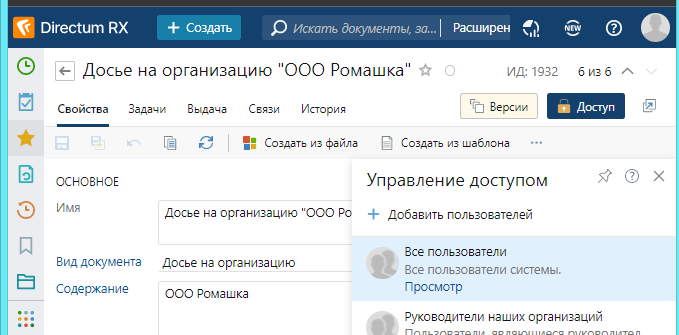 Directum RX
+ Создать
Искать документы, за...
Расширен
NEW
?
Досье на организацию "ООО Ромашка"
ИД: 1932
6 из 6
Свойства
Задачи
Выдача
Связи
История
Версии
Доступ
Создать из файла
Создать из шаблона
...
ОСНОВНОЕ
Управление доступом
?
Имя
Досье на организацию "ООО Ро
+ Добавить пользователей
Все пользователи
Все пользователи системы.
Просмотр
Вид документа
Досье на организацию
Содержание
ООО Ромашка
Руководители наших организаций
Пользователи, являющиеся руководител...